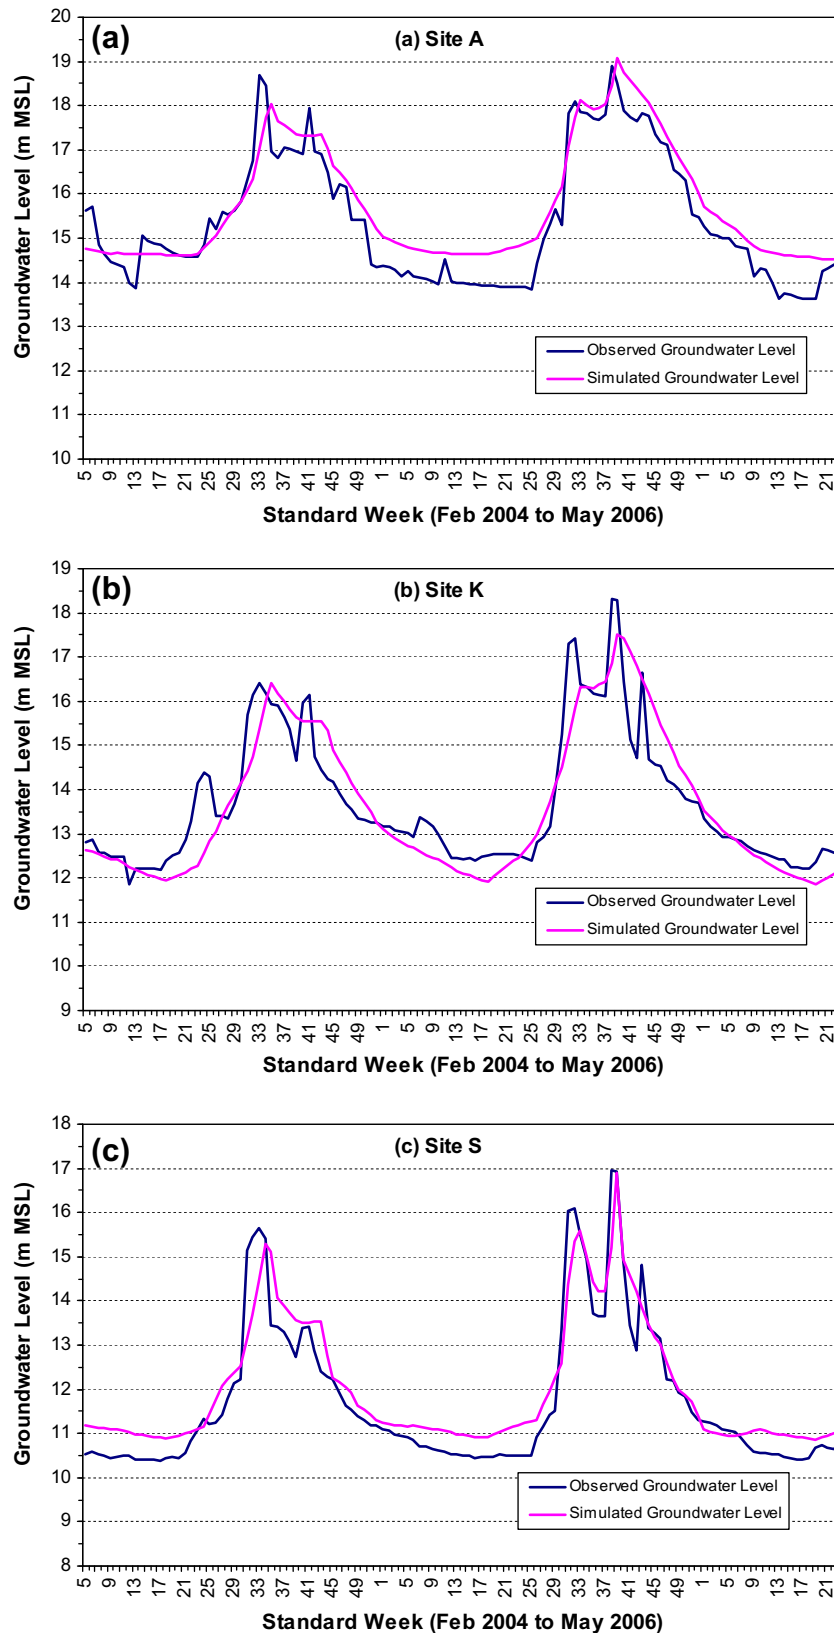 (a)
(a) Site A
Groundwater Level (m MSL)
20
19
18
17
16
15
14
13
12
11
10
Observed Groundwater Level
Simulated Groundwater Level
5 9 13 17 21 25 29 33 37 41 45 49 1 5 9 13 17 21 25 29 33 37 41 45 49 1 5 9 13 17 21
Standard Week (Feb 2004 to May 2006)
(b)
(b) Site K
Groundwater Level (m MSL)
19
18
17
16
15
14
13
12
11
10
9
Observed Groundwater Level
Simulated Groundwater Level
5 9 13 17 21 25 29 33 37 41 45 49 1 5 9 13 17 21 25 29 33 37 41 45 49 1 5 9 13 17 21
Standard Week (Feb 2004 to May 2006)
(c)
(c) Site S
Groundwater Level (m MSL)
18
17
16
15
14
13
12
11
10
9
8
Observed Groundwater Level
Simulated Groundwater Level
5 9 13 17 21 25 29 33 37 41 45 49 1 5 9 13 17 21 25 29 33 37 41 45 49 1 5 9 13 17 21
Standard Week (Feb 2004 to May 2006)